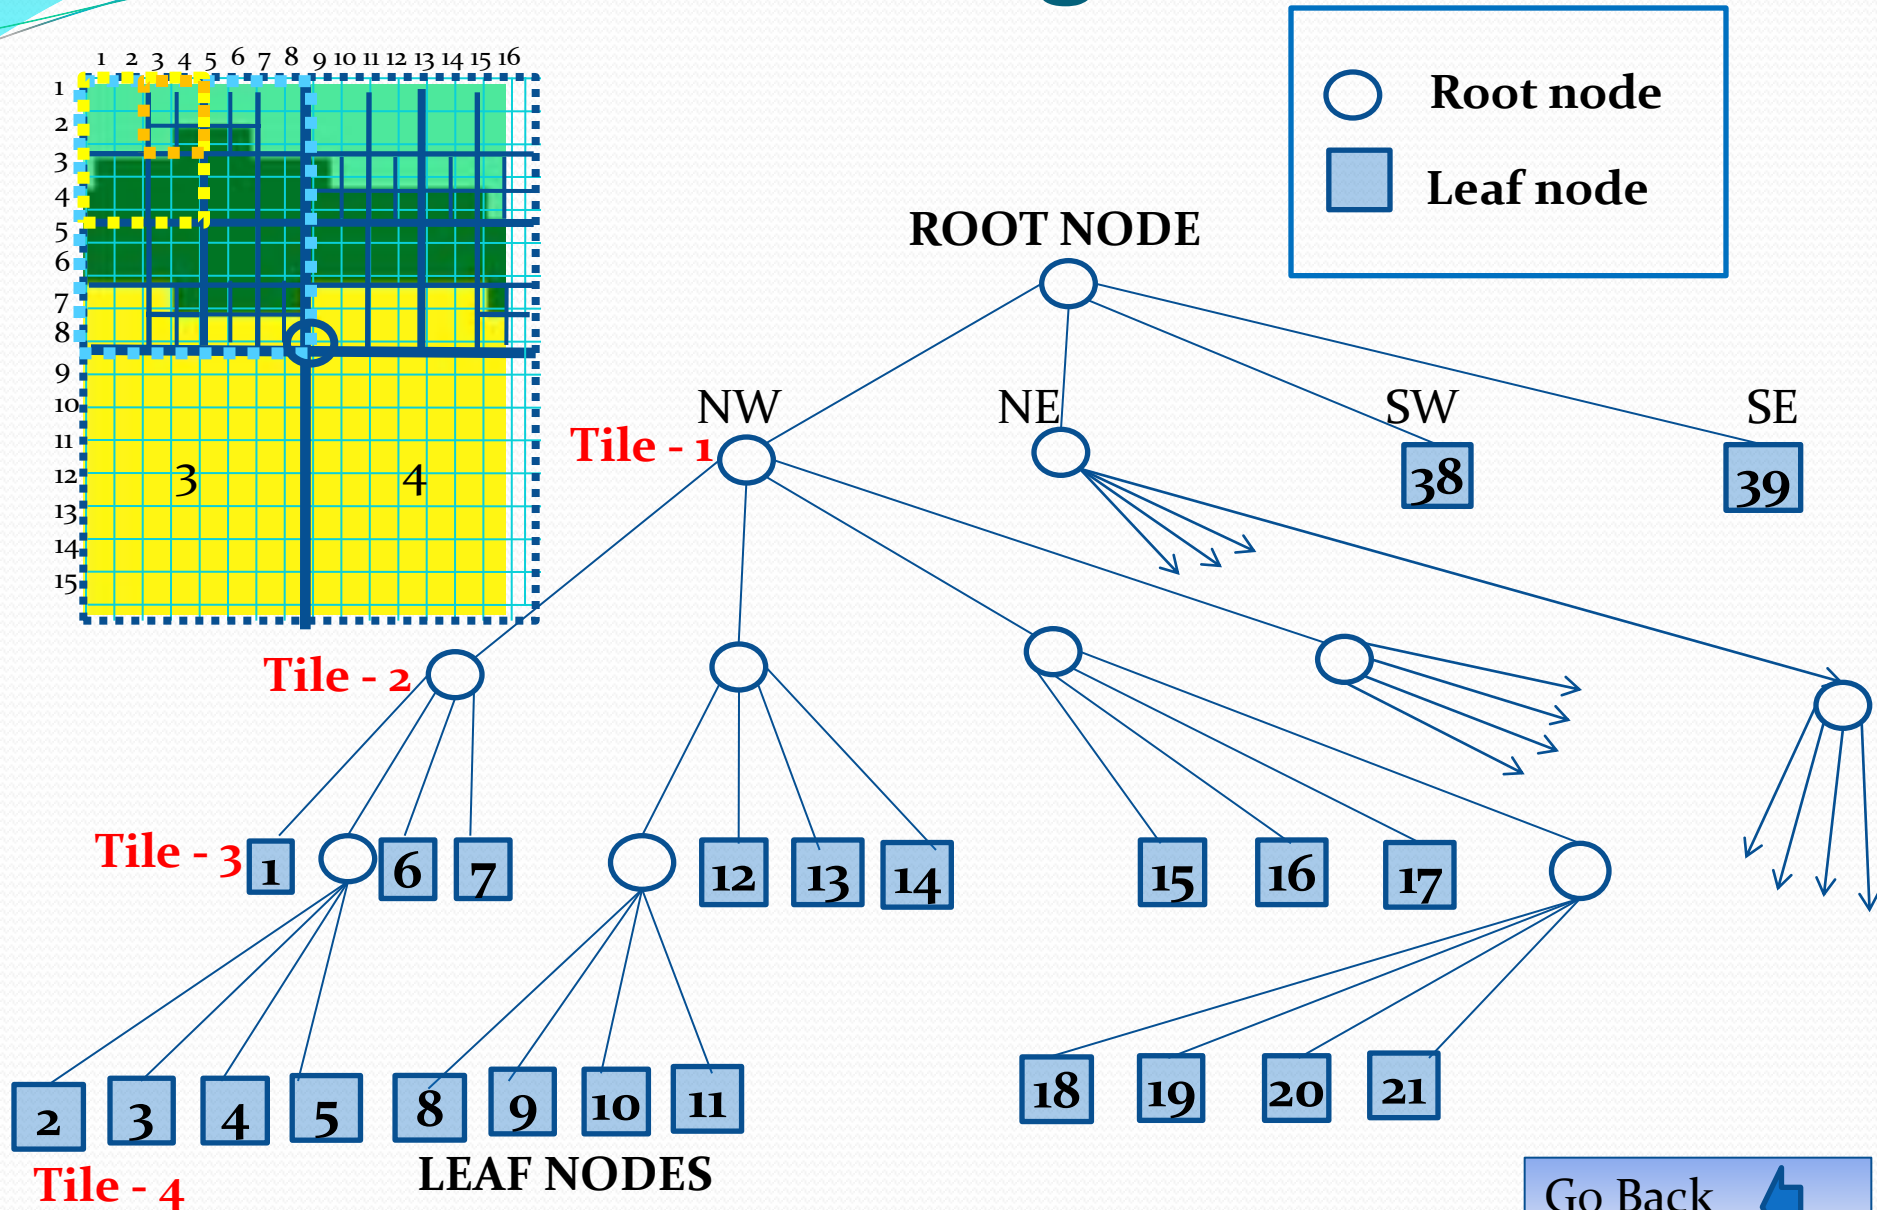 1 2 3 4 5 6 7 8 9 10 11 12 13 14 15 16
1
2
3
4
5
6
7
8
9
10
11
12
13
14
15
3 4
Root node
Leaf node
ROOT NODE
NW NE SW SE
Tile - 1
38 39
Tile - 2
Tile - 3
1 6 7 12 13 14 15 16 17
2 3 4 5 8 9 10 11 18 19 20 21
Tile - 4
LEAF NODES
Go Back